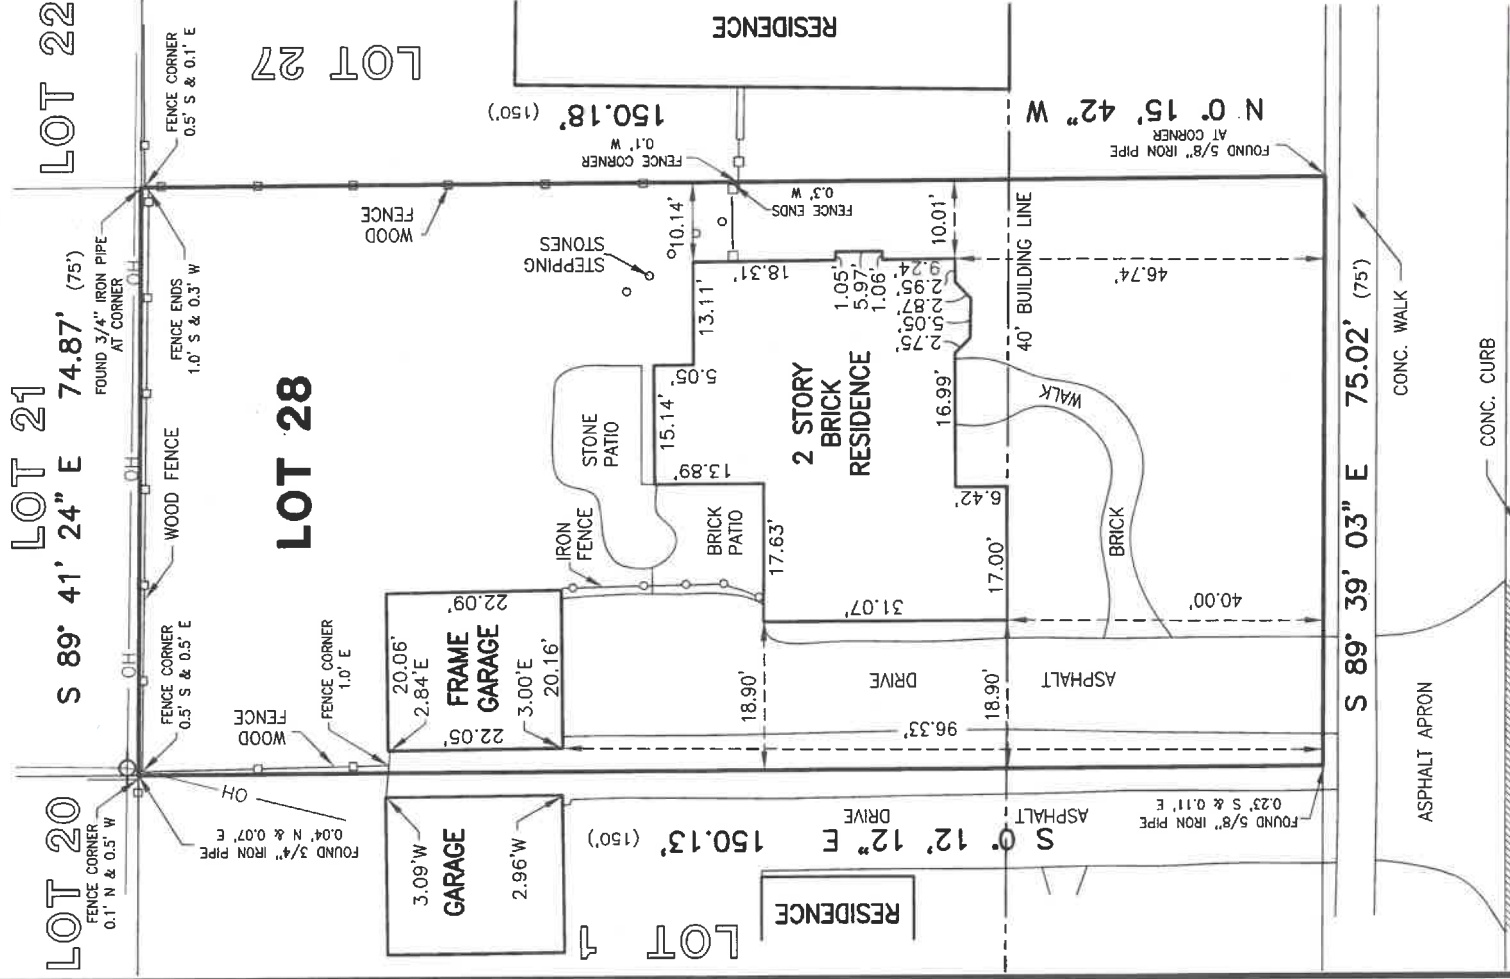 LOT 22
LOT 21
LOT 20
LOT 27
LOT 1
LOT 28
RESIDENCE
FENCE CORNER
0.5' S & 0.1' E
S 89° 41' 24" E 74.87' (75')
FOUND 3/4" IRON PIPE
AT CORNER
FENCE ENDS
1.0' S & 0.3' W
OH
OH
OH
OH
WOOD FENCE
FENCE CORNER
0.5' S & 0.5' E
FENCE CORNER
0.1' N & 0.5' W
FOUND 3/4" IRON PIPE
0.04' N & 0.07' E
WOOD
FENCE
FENCE CORNER
1.0' E
WOOD
FENCE
150.18' (150')
N 0° 15' 42" W
FENCE CORNER
0.1' W
FENCE ENDS
0.3' W
FOUND 5/8" IRON PIPE
AT CORNER
STEPPING
STONES
10.14'
10.01'
18.31'
13.11'
5.05'
15.14'
13.89'
17.63'
31.07'
17.00'
6.42'
16.99'
2.75'
5.05'
2.87'
2.95'
9.24'
1.06'
5.97'
1.05'
2 STORY
BRICK
RESIDENCE
40' BUILDING LINE
46.74'
40.00'
STONE
PATIO
BRICK
PATIO
IRON
FENCE
BRICK
WALK
FRAME
GARAGE
22.09'
20.06'
2.84'E
22.05'
3.00'E
20.16'
18.90'
18.90'
96.33'
ASPHALT
DRIVE
GARAGE
3.09'W
2.96'W
S 0° 12' 12" E 150.13' (150')
ASPHALT
DRIVE
RESIDENCE
FOUND 5/8" IRON PIPE
0.23' S & 0.11' E
S 89° 39' 03" E 75.02' (75')
CONC. WALK
CONC. CURB
ASPHALT APRON